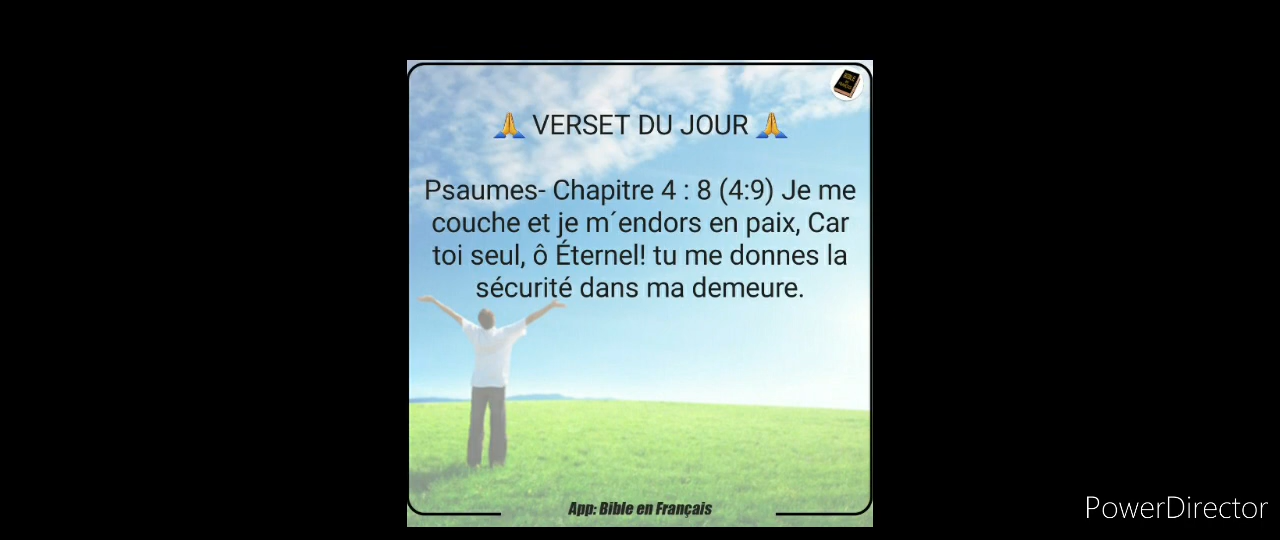 🙏 VERSET DU JOUR 🙏
Psaumes- Chapitre 4 : 8 (4:9) Je me
couche et je m´endors en paix, Car
toi seul, ô Éternel! tu me donnes la
sécurité dans ma demeure.
App: Bible en Français
PowerDirector